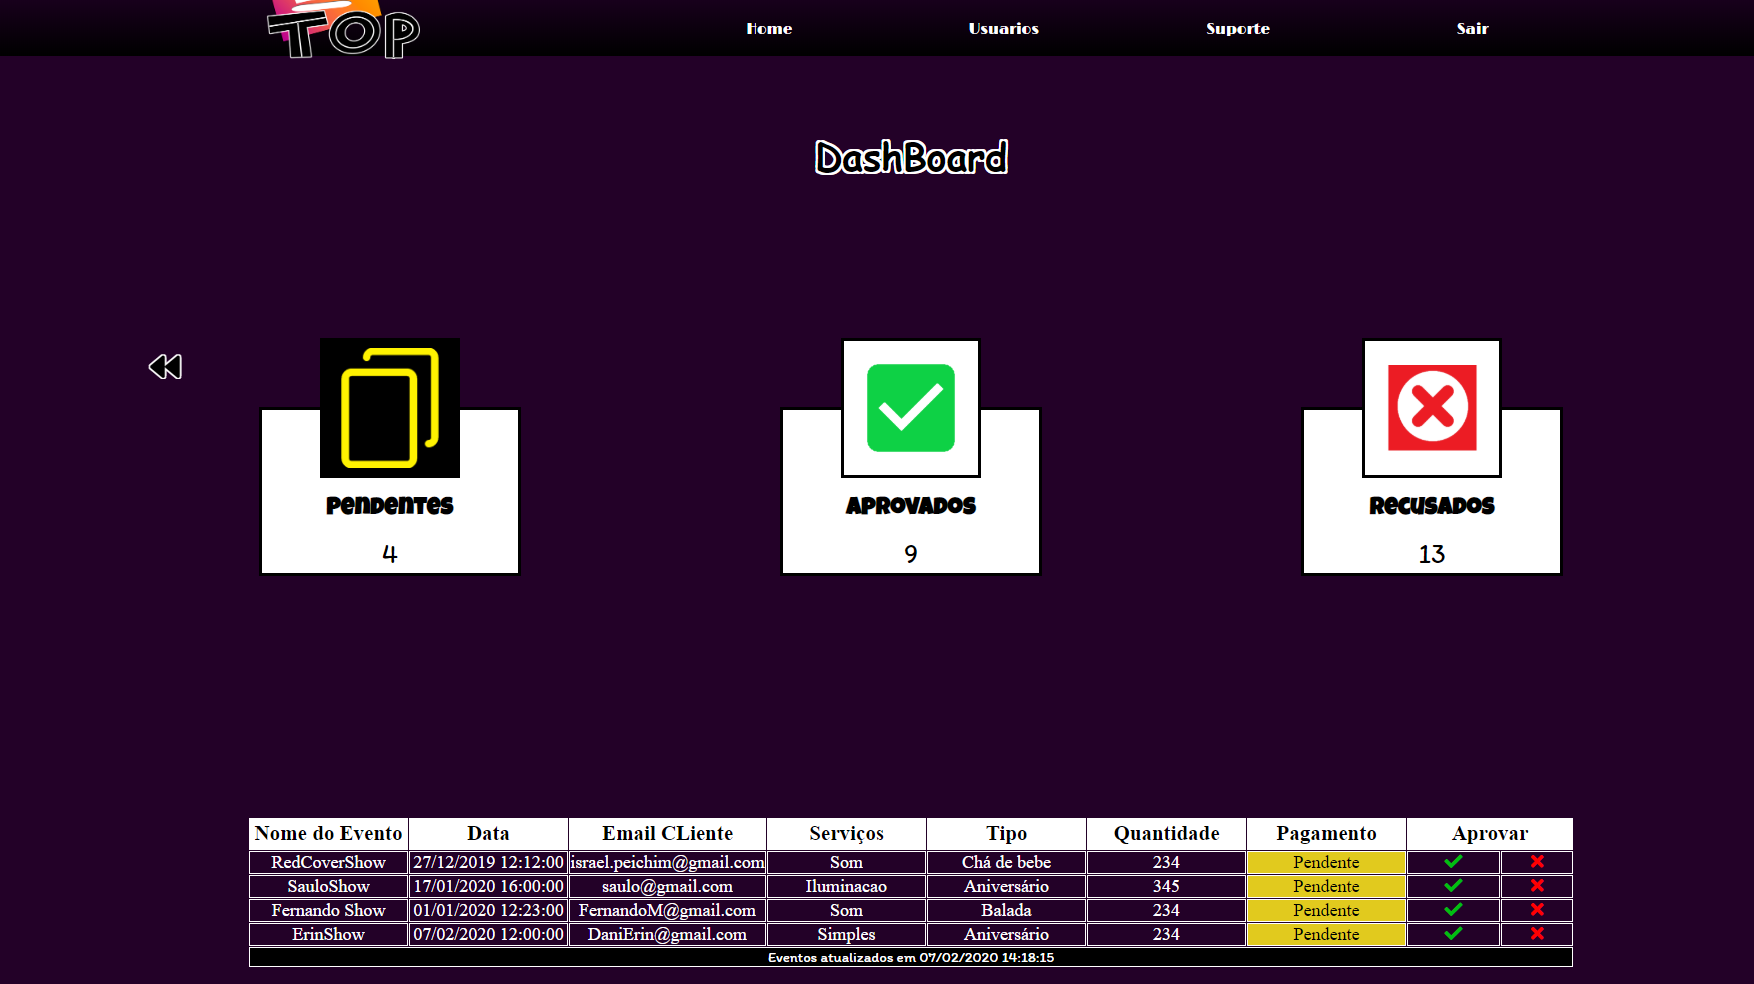 TOP
Home Usuarios Suporte Sair
DashBoard
Pendentes Aprovados Recusados
4 9 13
Nome do Evento Data Email CLiente Serviços Tipo Quantidade Pagamento Aprovar
RedCoverShow 27/12/2019 12:12:00 israel.peichim@gmail.com Som Chá de bebe 234 Pendente
SauloShow 17/01/2020 16:00:00 saulo@gmail.com Iluminacao Aniversário 345 Pendente
Fernando Show 01/01/2020 12:23:00 FernandoM@gmail.com Som Balada 234 Pendente
ErinShow 07/02/2020 12:00:00 DaniErin@gmail.com Simples Aniversário 234 Pendente
Eventos atualizados em 07/02/2020 14:18:15